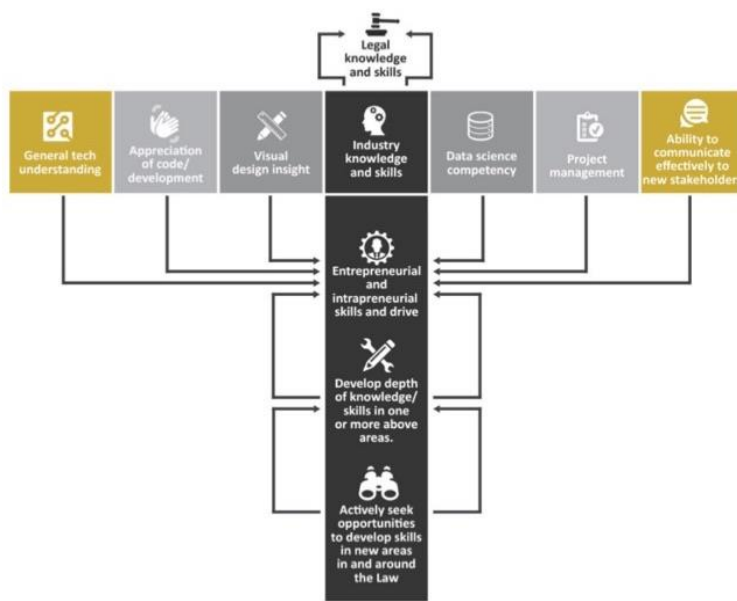 Legal
knowledge
and skills
General tech
understanding
Appreciation
of code/
development
Visual
design insight
Industry
knowledge
and skills
Data science
competency
Project
management
Ability to
communicate
effectively to
new stakeholder
Entrepreneurial
and
intrapreneurial
skills and drive
Develop depth
of knowledge/
skills in one
or more above
areas.
Actively seek
opportunities
to develop skills
in new areas
in and around
the Law